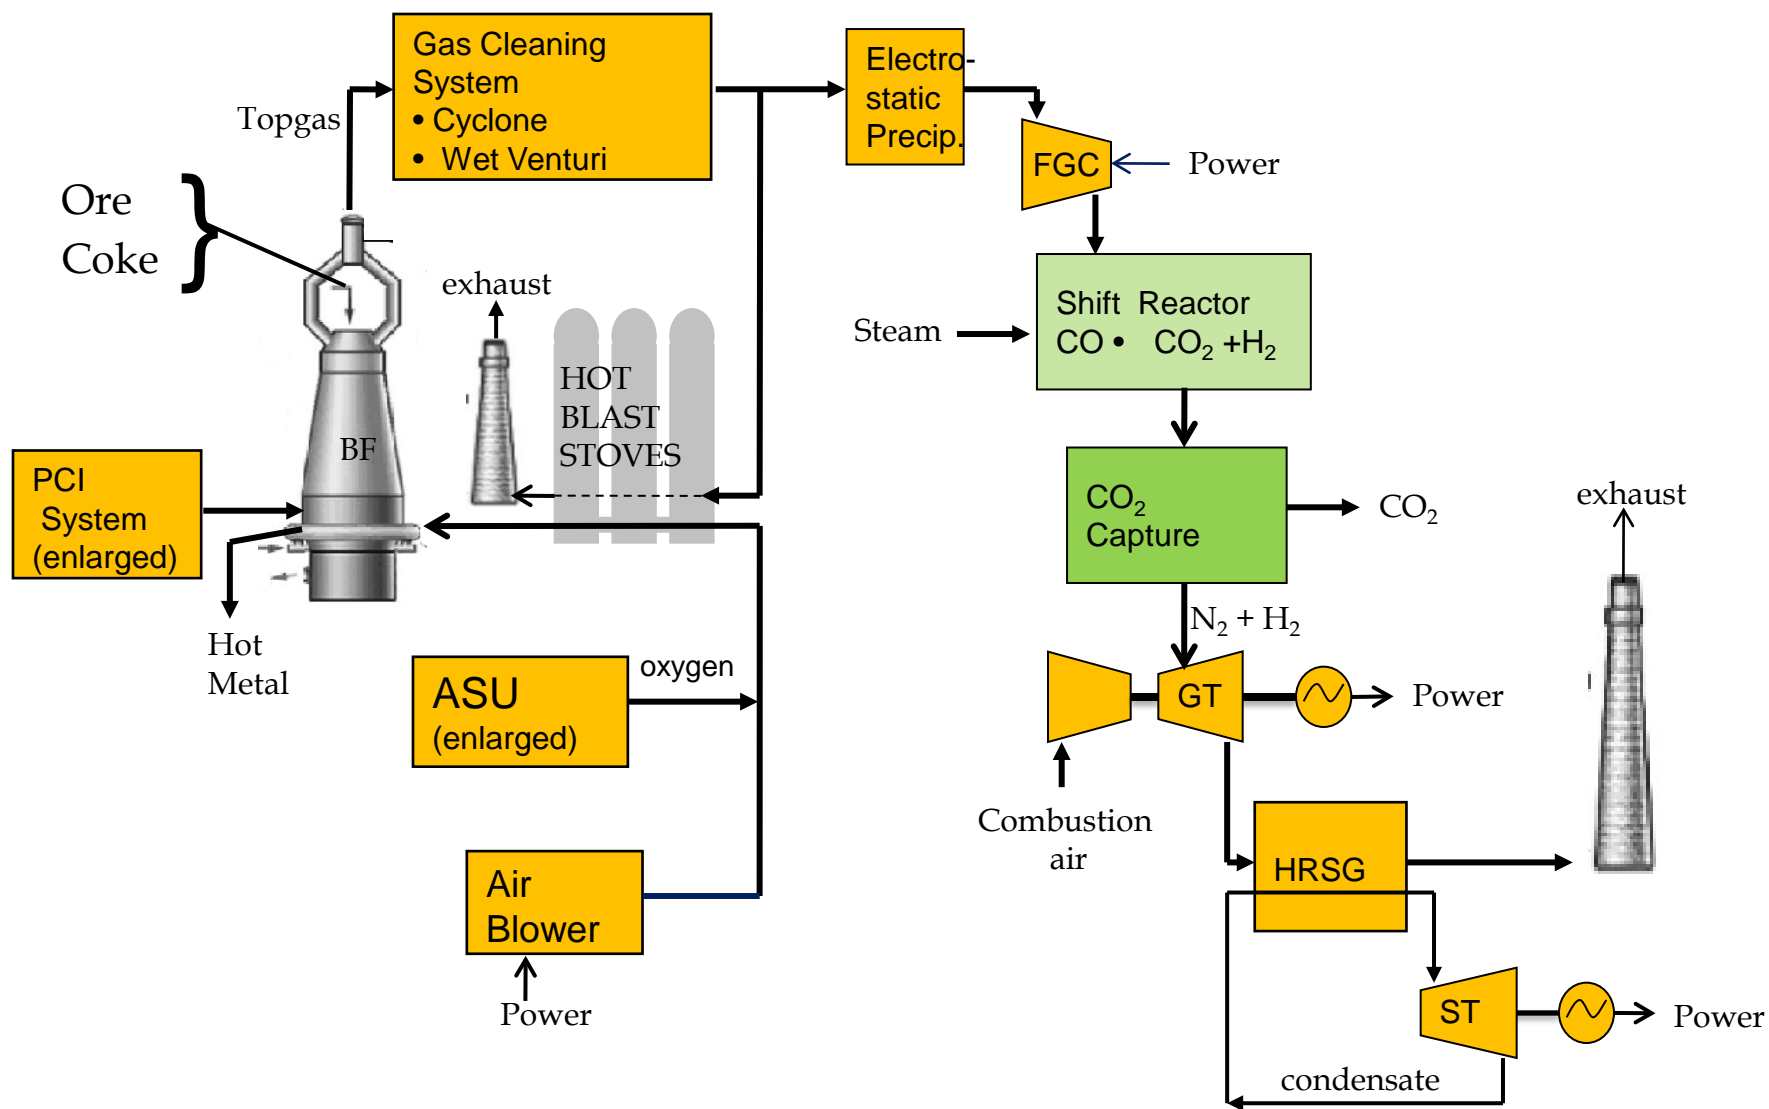 Gas Cleaning
System
• Cyclone
• Wet Venturi
Electro-
static
Precip.
Topgas
FGC
Power
Ore
Coke
exhaust
Shift Reactor
CO • CO₂ +H₂
Steam
HOT
BLAST
STOVES
BF
PCI
System
(enlarged)
CO₂
Capture
CO₂
exhaust
N₂ + H₂
Hot
Metal
oxygen
ASU
(enlarged)
GT
Power
Combustion
air
Air
Blower
HRSG
Power
ST
Power
condensate